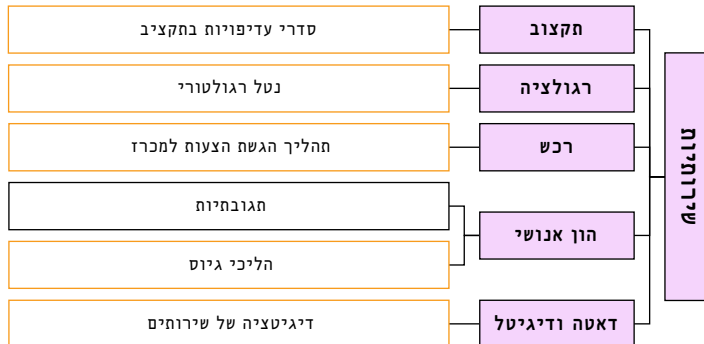 שירותיות
תקצוב
סדרי עדיפויות בתקציב
רגולציה
נטל רגולטורי
רכש
תהליך הגשת הצעות למכרז
הון אנושי
תגובתיות
הליכי גיוס
דאטה ודיגיטל
דיגיטציה של שירותים